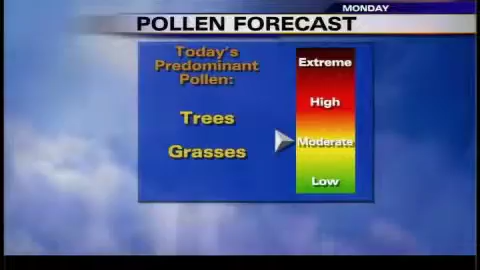 MONDAY
POLLEN FORECAST
Today's
Predominant
Pollen:
Trees
Grasses
Extreme
High
Moderate
Low